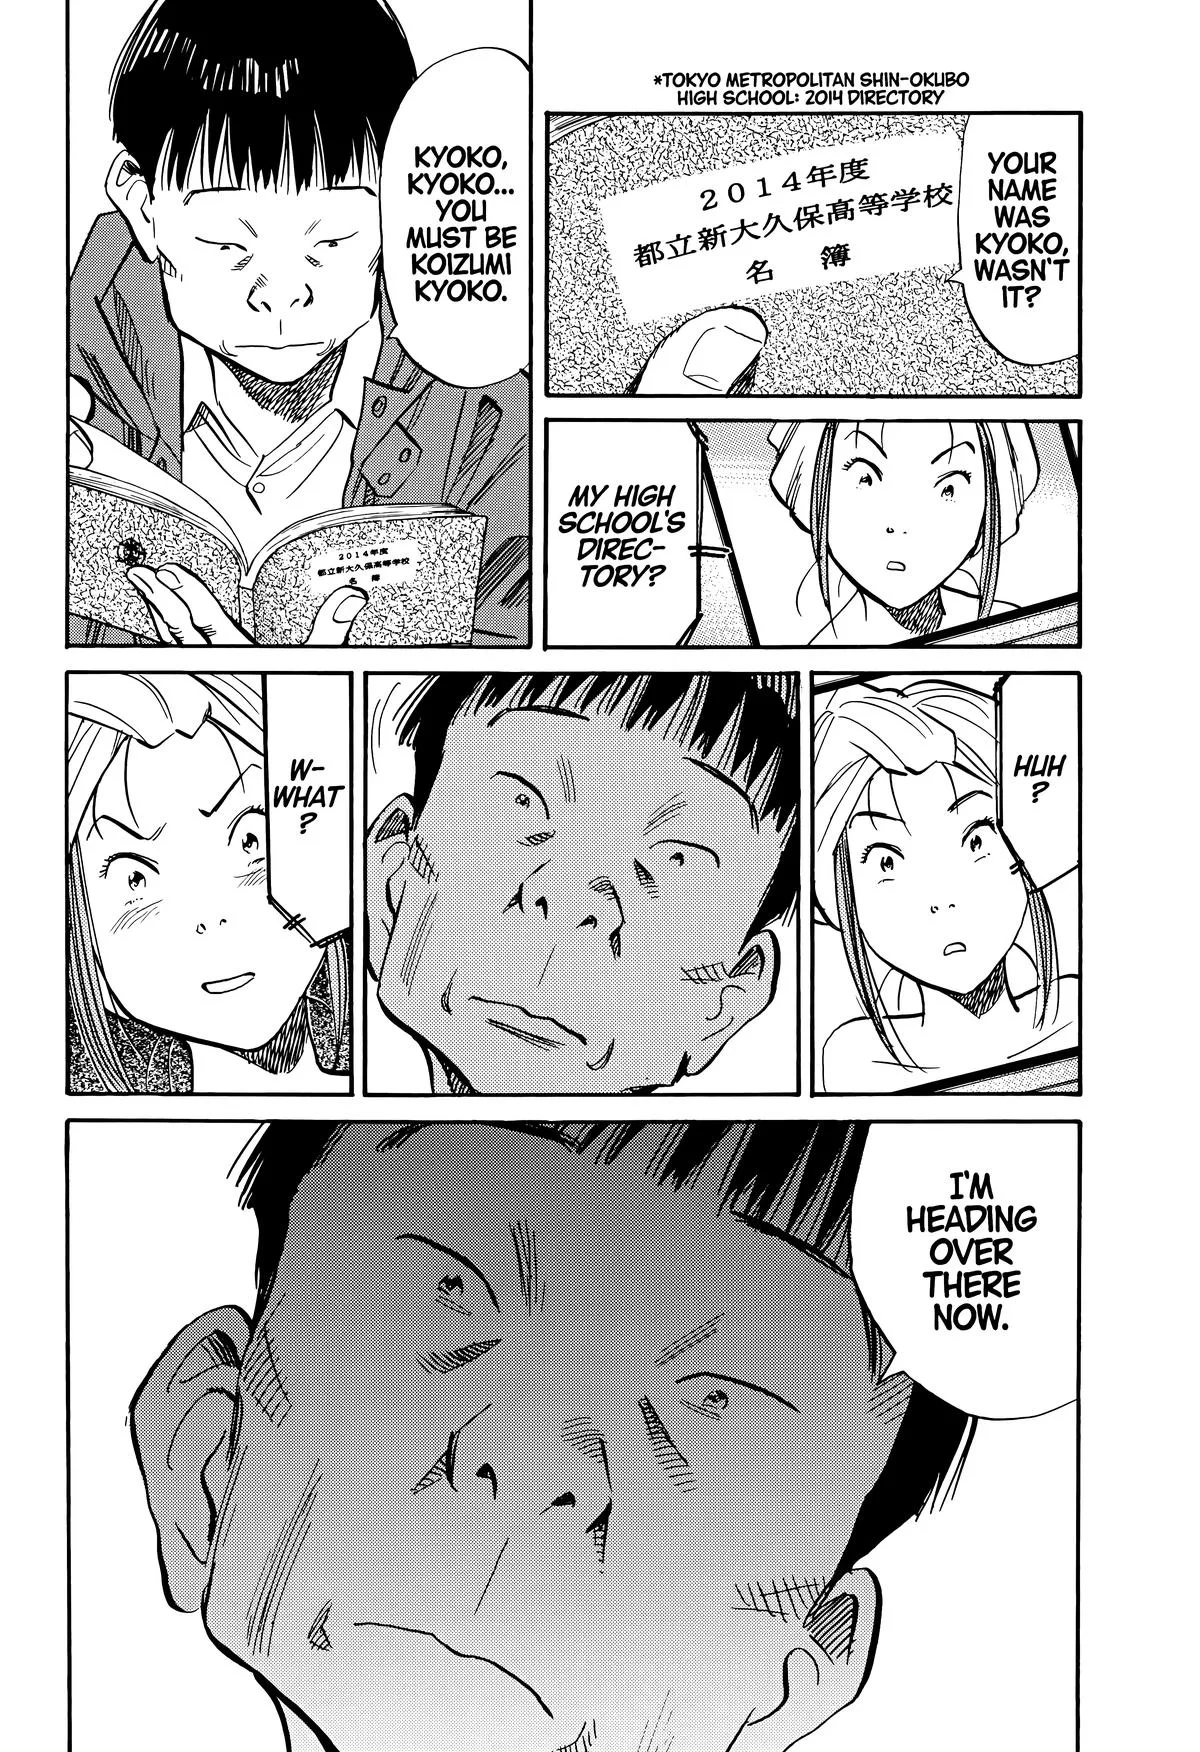 *TOKYO METROPOLITAN SHIN-OKUBO
HIGH SCHOOL: 2014 DIRECTORY
YOUR
NAME
WAS
KYOKO,
WASN'T
IT?
2014年度
都立新大久保高等学校
名 簿
KYOKO,
KYOKO...
YOU
MUST BE
KOIZUMI
KYOKO.
2014年度
都立新大久保高等学校
名 簿
MY HIGH
SCHOOL'S
DIREC-
TORY?
HUH
?
W-
WHAT
?
I'M
HEADING
OVER
THERE
NOW.